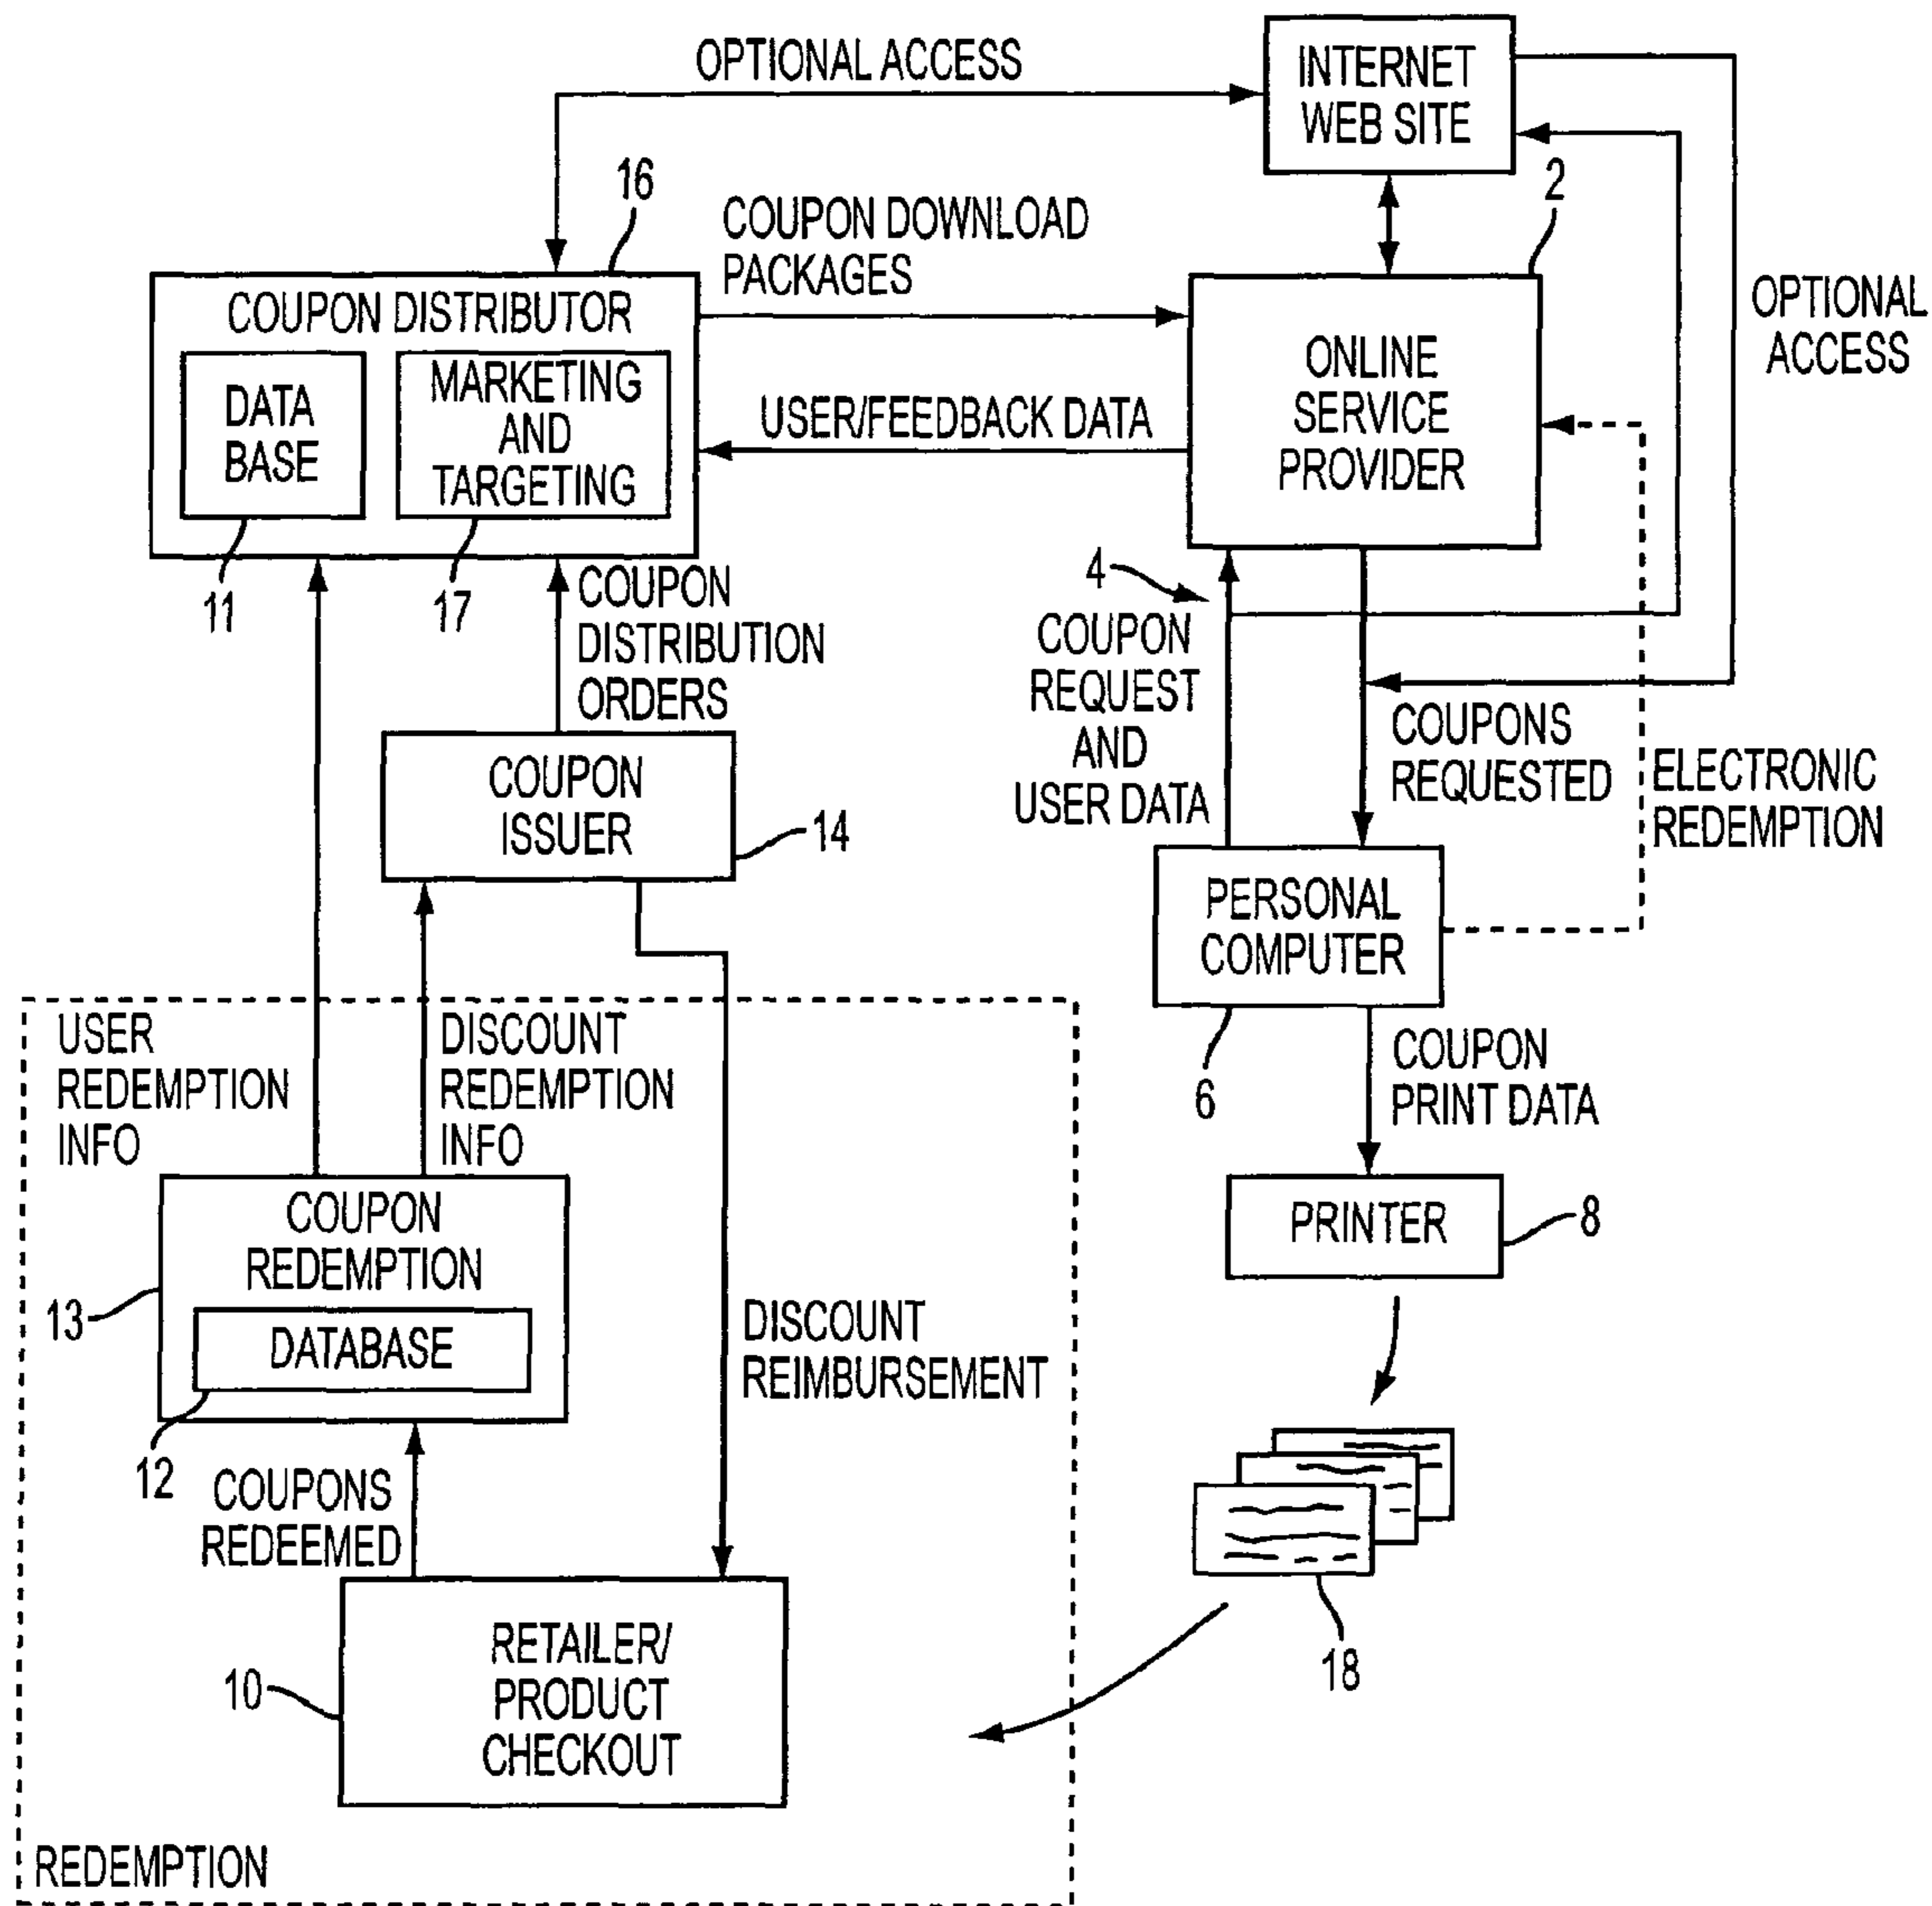 OPTIONAL ACCESS
INTERNET
WEB SITE
16
COUPON DOWNLOAD
PACKAGES
2
OPTIONAL
ACCESS
COUPON DISTRIBUTOR
DATA
BASE
MARKETING
AND
TARGETING
USER/FEEDBACK DATA
ONLINE
SERVICE
PROVIDER
11
17
COUPON
DISTRIBUTION
ORDERS
4
COUPON
REQUEST
AND
USER DATA
COUPONS
REQUESTED
ELECTRONIC
REDEMPTION
COUPON
ISSUER
14
PERSONAL
COMPUTER
6
COUPON
PRINT DATA
USER
REDEMPTION
INFO
DISCOUNT
REDEMPTION
INFO
PRINTER
8
COUPON
REDEMPTION
DATABASE
13
12
DISCOUNT
REIMBURSEMENT
COUPONS
REDEEMED
18
RETAILER/
PRODUCT
CHECKOUT
10
REDEMPTION